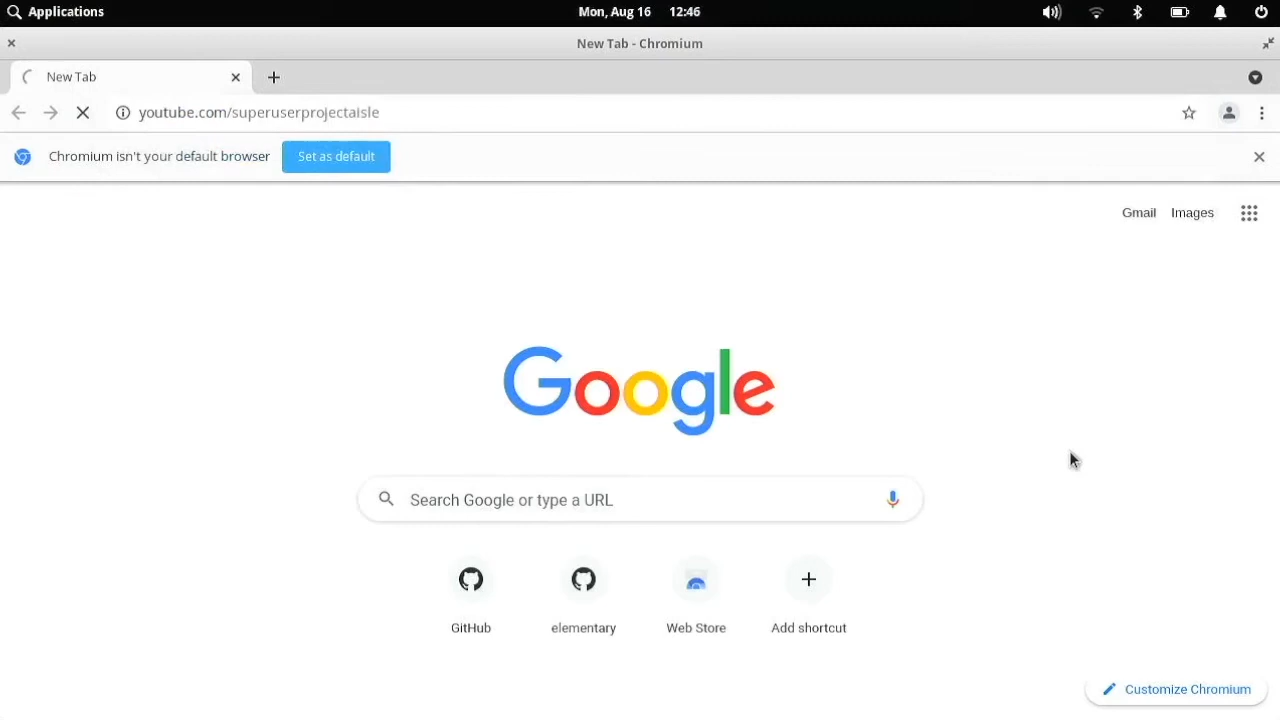 Applications
Mon, Aug 16 12:46
New Tab - Chromium
New Tab
youtube.com/superuserprojectaisle
Chromium isn't your default browser
Set as default
Gmail Images
Google
Search Google or type a URL
GitHub elementary Web Store Add shortcut
Customize Chromium